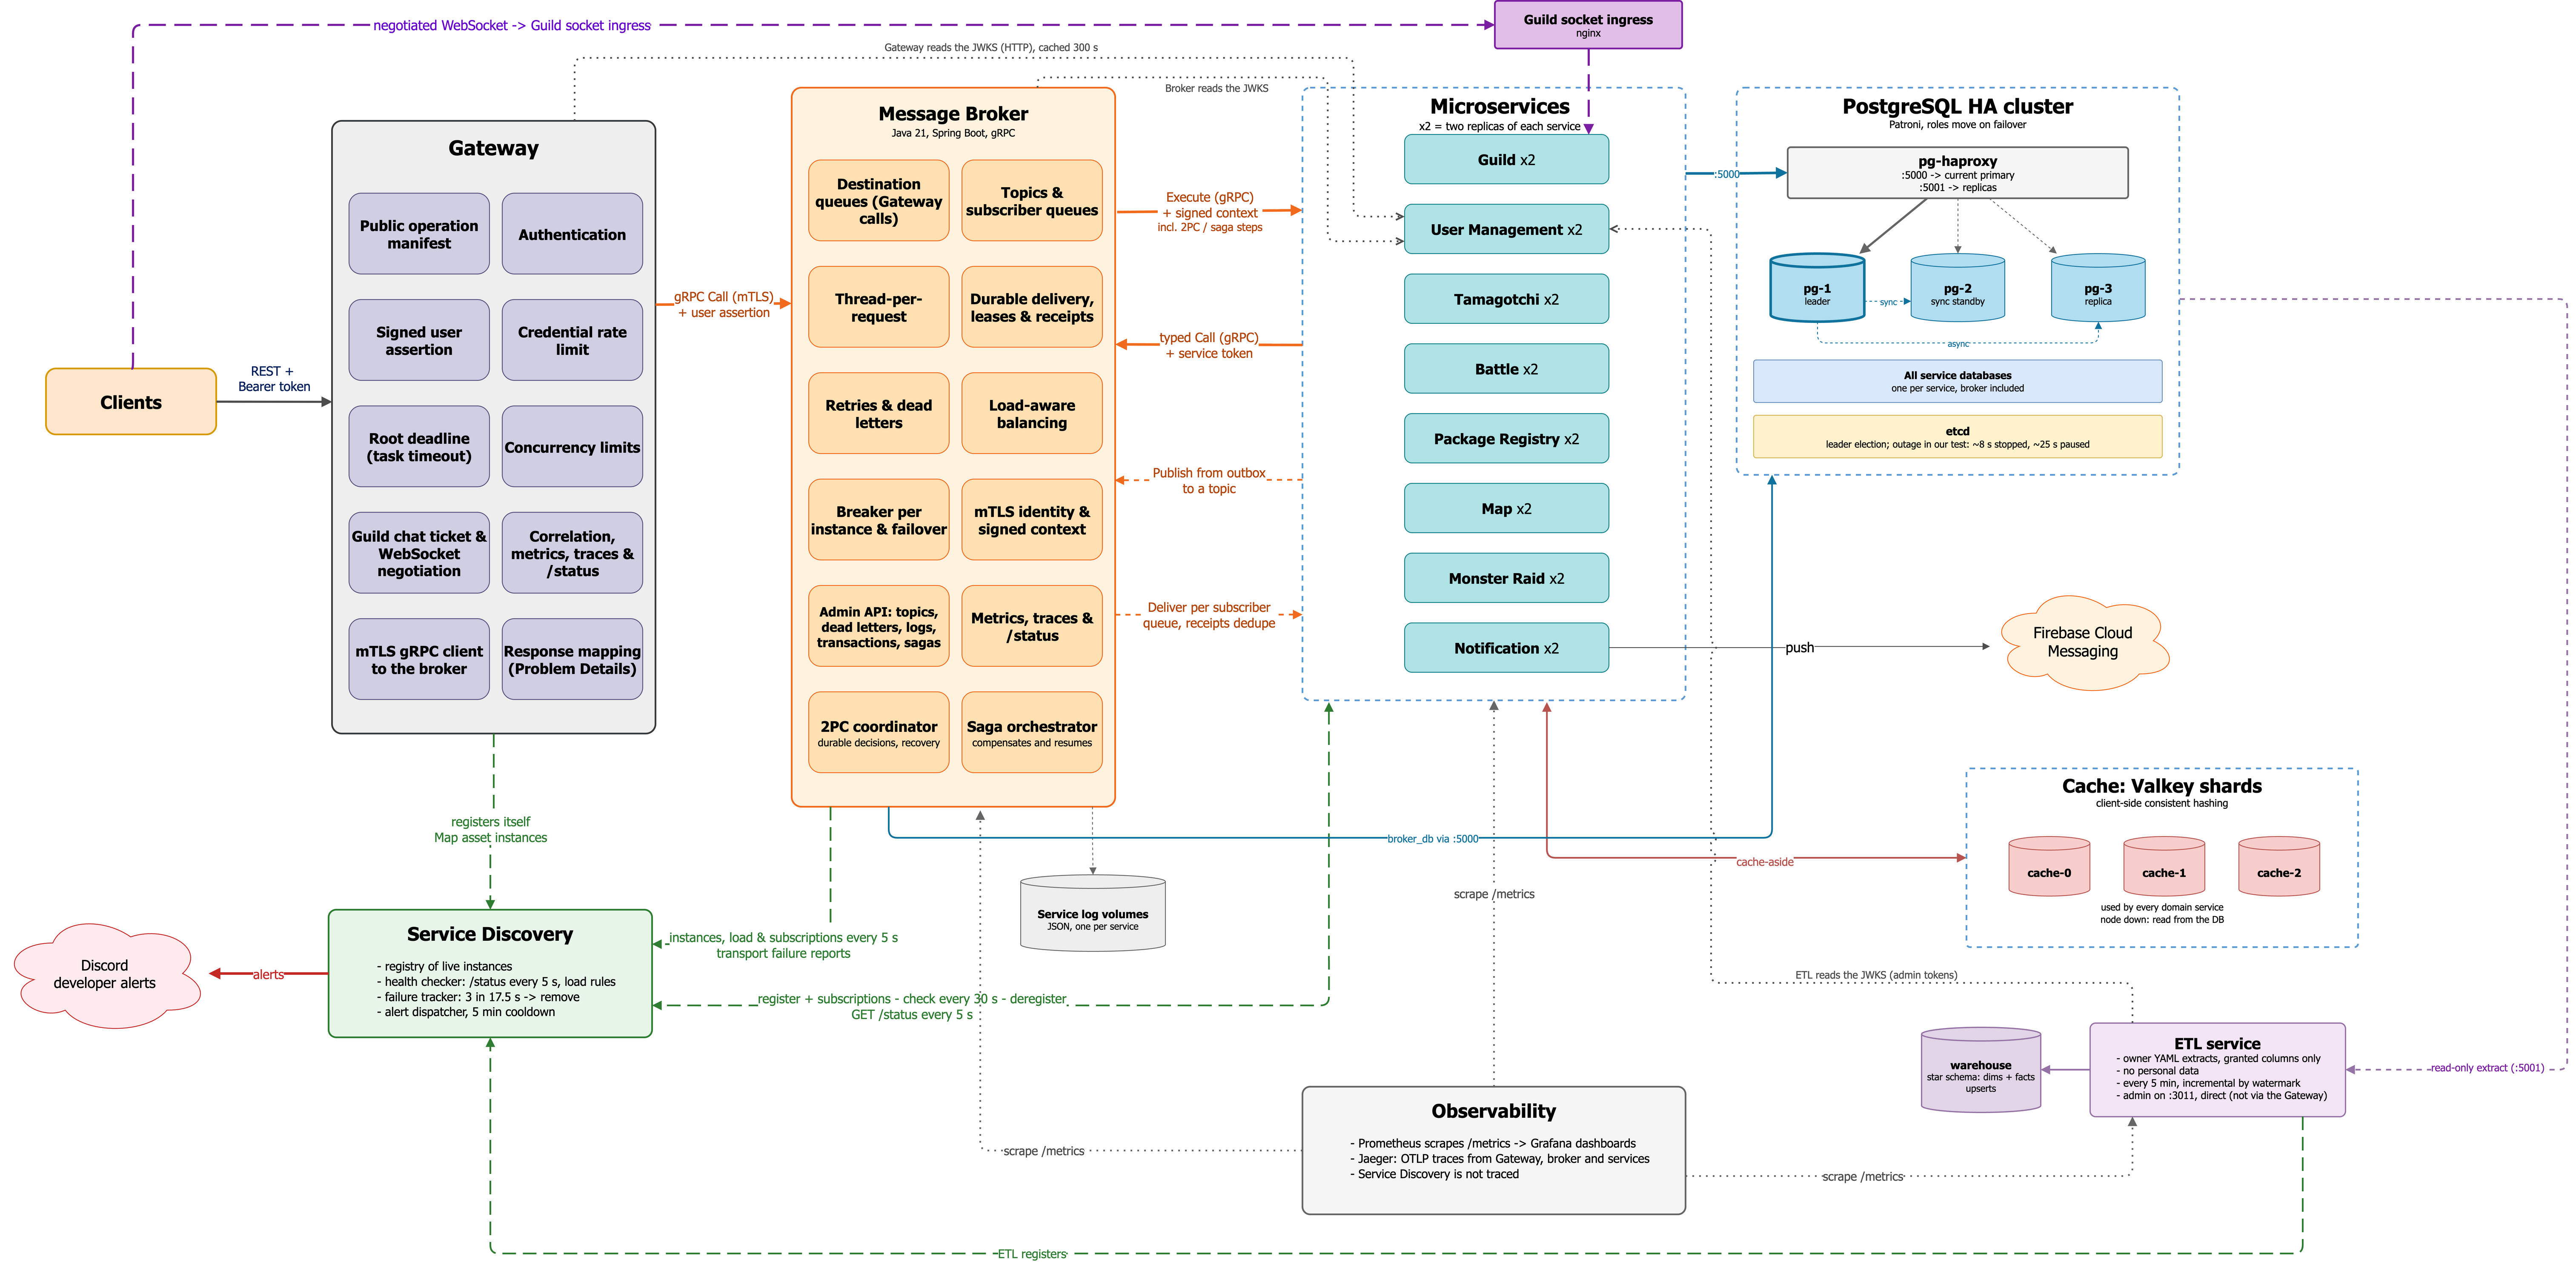 negotiated WebSocket -> Guild socket ingress
Guild socket ingress
nginx
Gateway reads the JWKS (HTTP), cached 300 s
Broker reads the JWKS
Clients
REST +
Bearer token
Gateway
Public operation
manifest
Authentication
Signed user
assertion
Credential rate
limit
Root deadline
(task timeout)
Concurrency limits
Guild chat ticket &
WebSocket
negotiation
Correlation,
metrics, traces &
/status
mTLS gRPC client
to the broker
Response mapping
(Problem Details)
gRPC Call (mTLS)
+ user assertion
Message Broker
Java 21, Spring Boot, gRPC
Destination
queues (Gateway
calls)
Topics &
subscriber queues
Thread-per-
request
Durable delivery,
leases & receipts
Retries & dead
letters
Load-aware
balancing
Breaker per
instance & failover
mTLS identity &
signed context
Admin API: topics,
dead letters, logs,
transactions, sagas
Metrics, traces &
/status
2PC coordinator
durable decisions, recovery
Saga orchestrator
compensates and resumes
Execute (gRPC)
+ signed context
incl. 2PC / saga steps
typed Call (gRPC)
+ service token
Publish from outbox
to a topic
Deliver per subscriber
queue, receipts dedupe
Microservices
x2 = two replicas of each service
Guild x2
User Management x2
Tamagotchi x2
Battle x2
Package Registry x2
Map x2
Monster Raid x2
Notification x2
:5000
PostgreSQL HA cluster
Patroni, roles move on failover
pg-haproxy
:5000 -> current primary
:5001 -> replicas
pg-1
leader
sync
pg-2
sync standby
pg-3
replica
async
All service databases
one per service, broker included
etcd
leader election; outage in our test: ~8 s stopped, ~25 s paused
push
Firebase Cloud
Messaging
Cache: Valkey shards
client-side consistent hashing
cache-0
cache-1
cache-2
used by every domain service
node down: read from the DB
cache-aside
broker_db via :5000
registers itself
Map asset instances
Service Discovery
- registry of live instances
- health checker: /status every 5 s, load rules
- failure tracker: 3 in 17.5 s -> remove
- alert dispatcher, 5 min cooldown
alerts
Discord
developer alerts
instances, load & subscriptions every 5 s
transport failure reports
register + subscriptions - check every 30 s - deregister
GET /status every 5 s
Service log volumes
JSON, one per service
scrape /metrics
scrape /metrics
scrape /metrics
Observability
- Prometheus scrapes /metrics -> Grafana dashboards
- Jaeger: OTLP traces from Gateway, broker and services
- Service Discovery is not traced
ETL reads the JWKS (admin tokens)
warehouse
star schema: dims + facts
upserts
ETL service
- owner YAML extracts, granted columns only
- no personal data
- every 5 min, incremental by watermark
- admin on :3011, direct (not via the Gateway)
read-only extract (:5001)
ETL registers